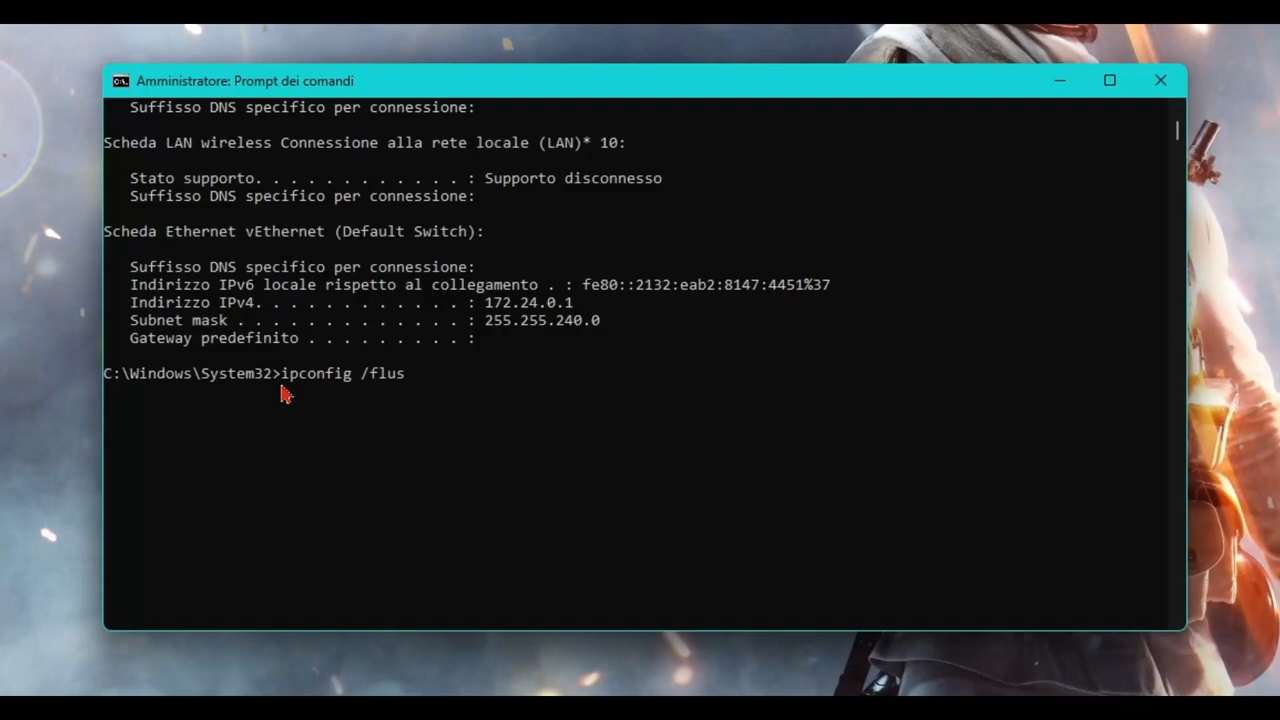 Amministratore: Prompt dei comandi
Suffisso DNS specifico per connessione:
Scheda LAN wireless Connessione alla rete locale (LAN)* 10:
Stato supporto. . . . . . . . . . . . : Supporto disconnesso
Suffisso DNS specifico per connessione:
Scheda Ethernet vEthernet (Default Switch):
Suffisso DNS specifico per connessione:
Indirizzo IPv6 locale rispetto al collegamento . : fe80::2132:eab2:8147:4451%37
Indirizzo IPv4. . . . . . . . . . . . : 172.24.0.1
Subnet mask . . . . . . . . . . . . . : 255.255.240.0
Gateway predefinito . . . . . . . . . :
C:\Windows\System32>ipconfig /flus